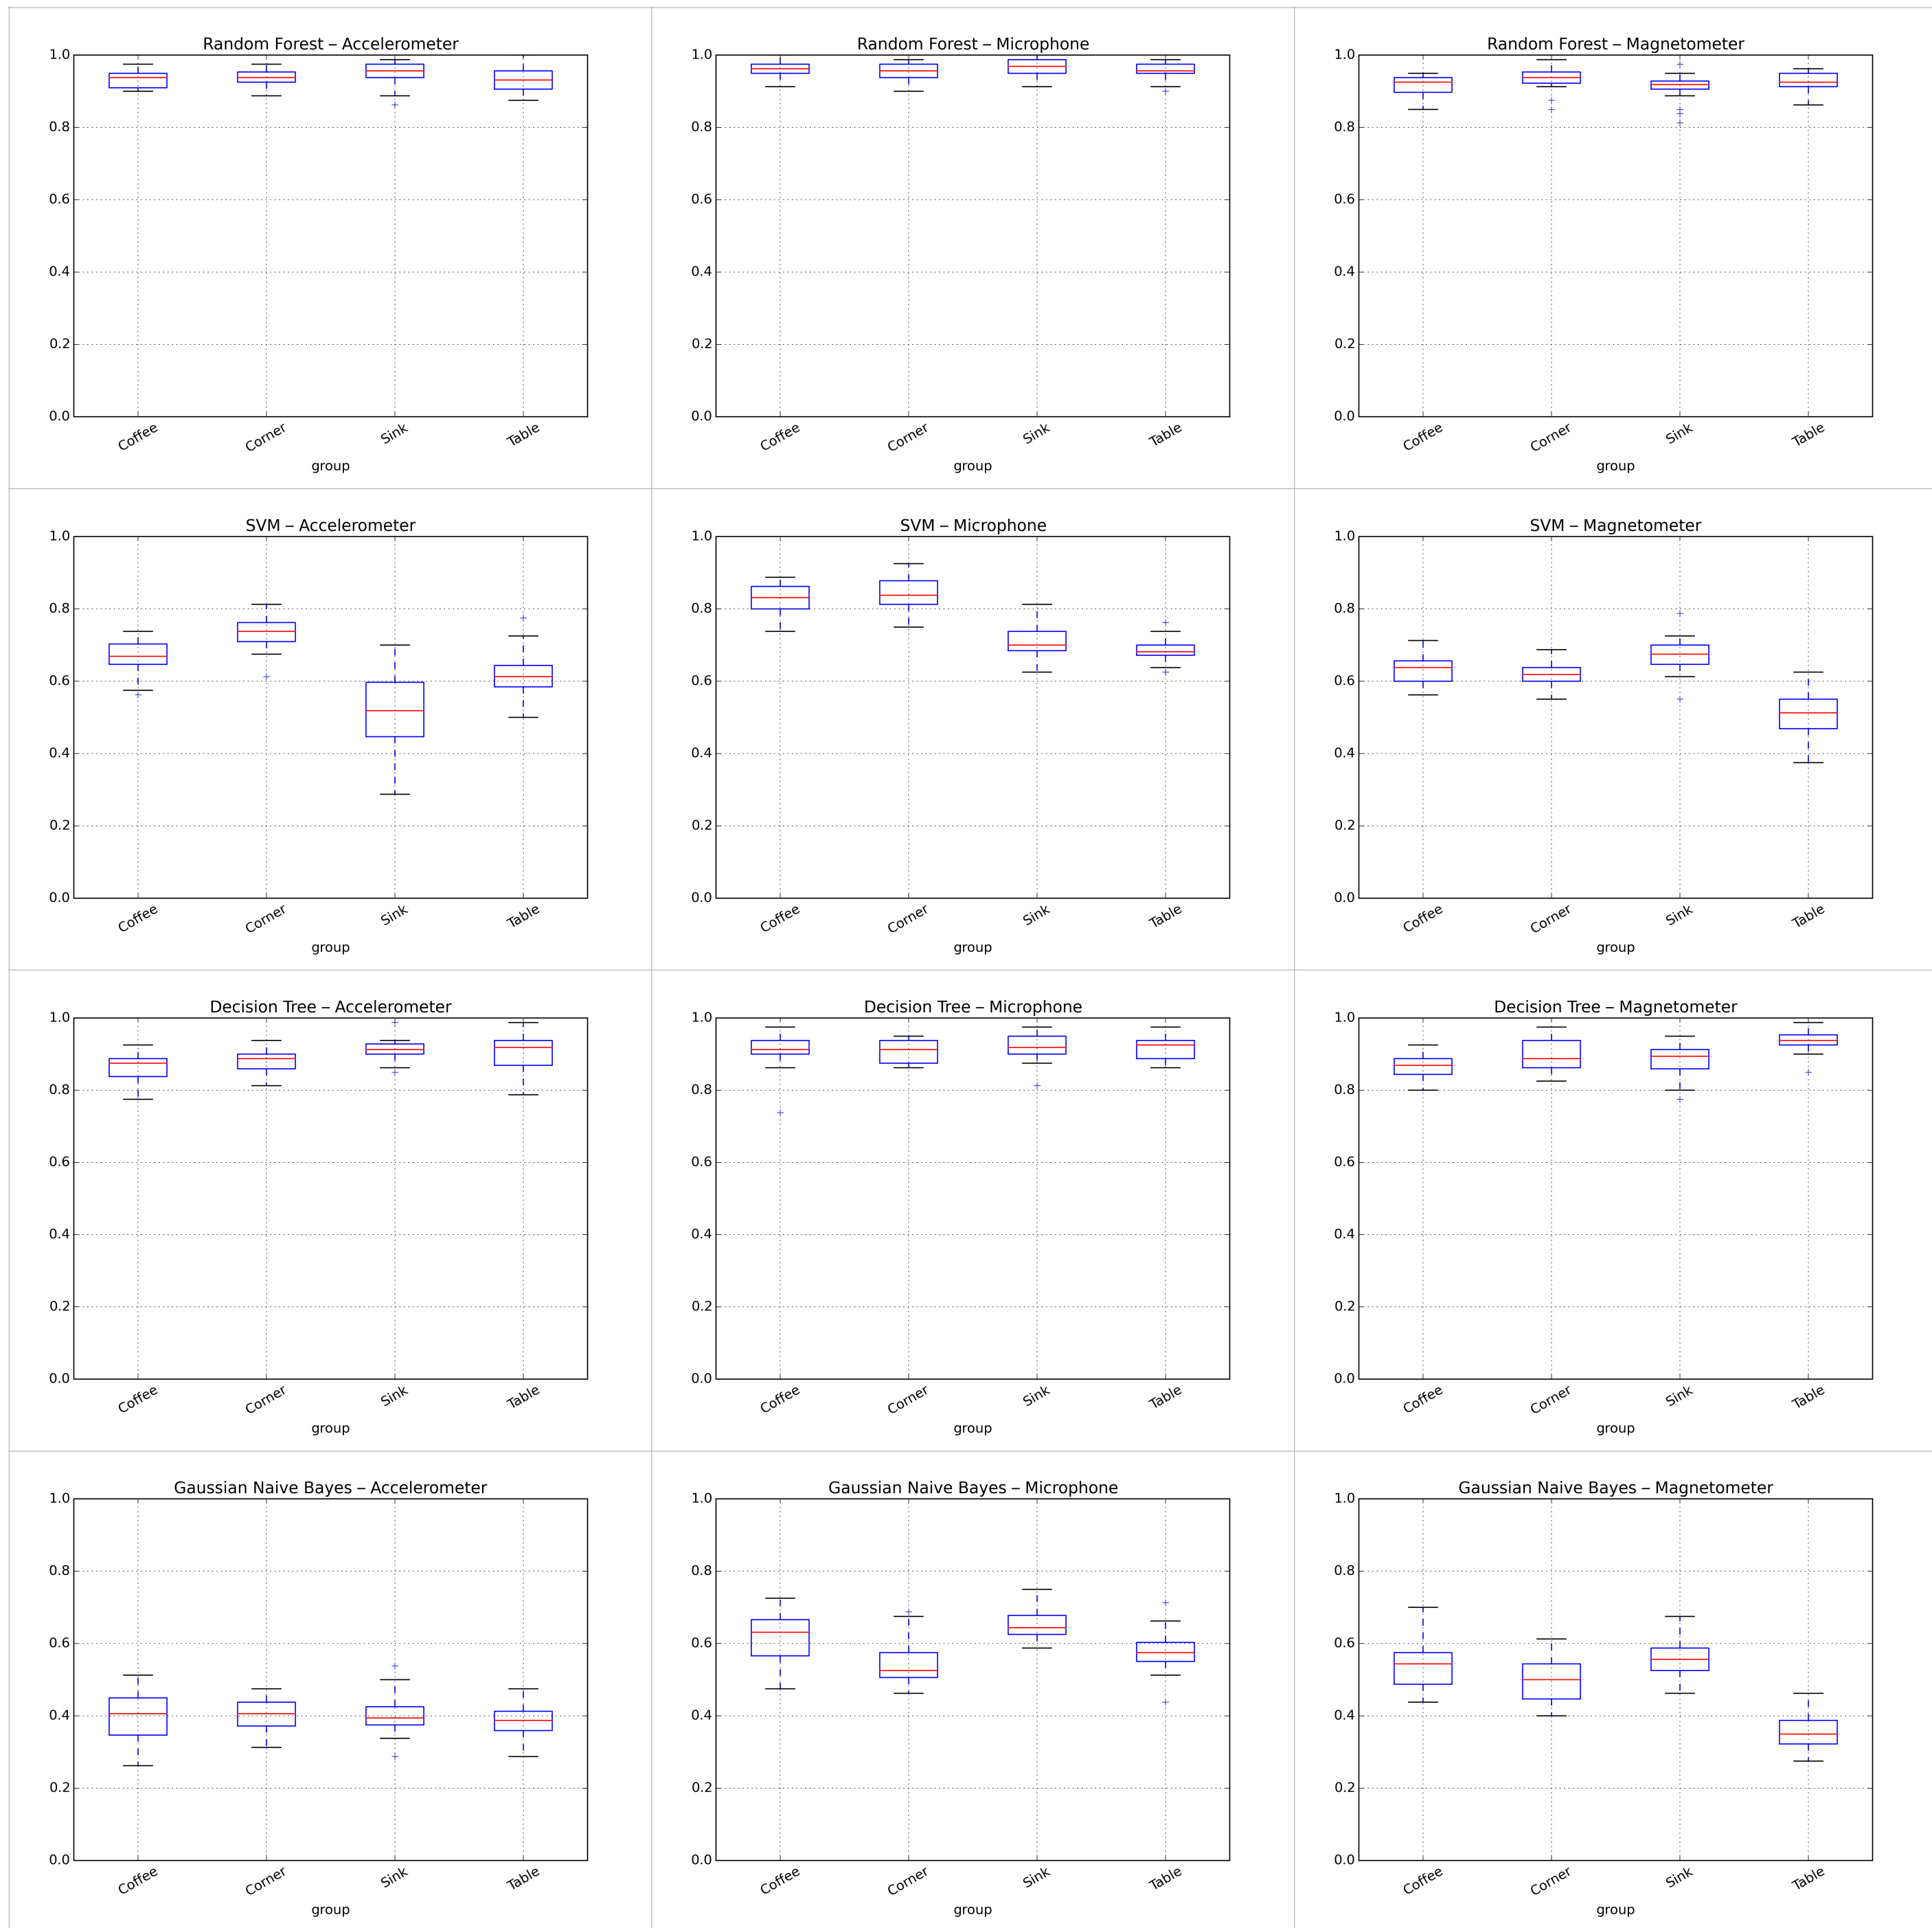 Random Forest – Accelerometer
1.0
0.8
0.6
0.4
0.2
0.0
Coffee
Corner
Sink
Table
group
Random Forest – Microphone
1.0
0.8
0.6
0.4
0.2
0.0
Coffee
Corner
Sink
Table
group
Random Forest – Magnetometer
1.0
0.8
0.6
0.4
0.2
0.0
Coffee
Corner
Sink
Table
group
SVM – Accelerometer
1.0
0.8
0.6
0.4
0.2
0.0
Coffee
Corner
Sink
Table
group
SVM – Microphone
1.0
0.8
0.6
0.4
0.2
0.0
Coffee
Corner
Sink
Table
group
SVM – Magnetometer
1.0
0.8
0.6
0.4
0.2
0.0
Coffee
Corner
Sink
Table
group
Decision Tree – Accelerometer
1.0
0.8
0.6
0.4
0.2
0.0
Coffee
Corner
Sink
Table
group
Decision Tree – Microphone
1.0
0.8
0.6
0.4
0.2
0.0
Coffee
Corner
Sink
Table
group
Decision Tree – Magnetometer
1.0
0.8
0.6
0.4
0.2
0.0
Coffee
Corner
Sink
Table
group
Gaussian Naive Bayes – Accelerometer
1.0
0.8
0.6
0.4
0.2
0.0
Coffee
Corner
Sink
Table
group
Gaussian Naive Bayes – Microphone
1.0
0.8
0.6
0.4
0.2
0.0
Coffee
Corner
Sink
Table
group
Gaussian Naive Bayes – Magnetometer
1.0
0.8
0.6
0.4
0.2
0.0
Coffee
Corner
Sink
Table
group